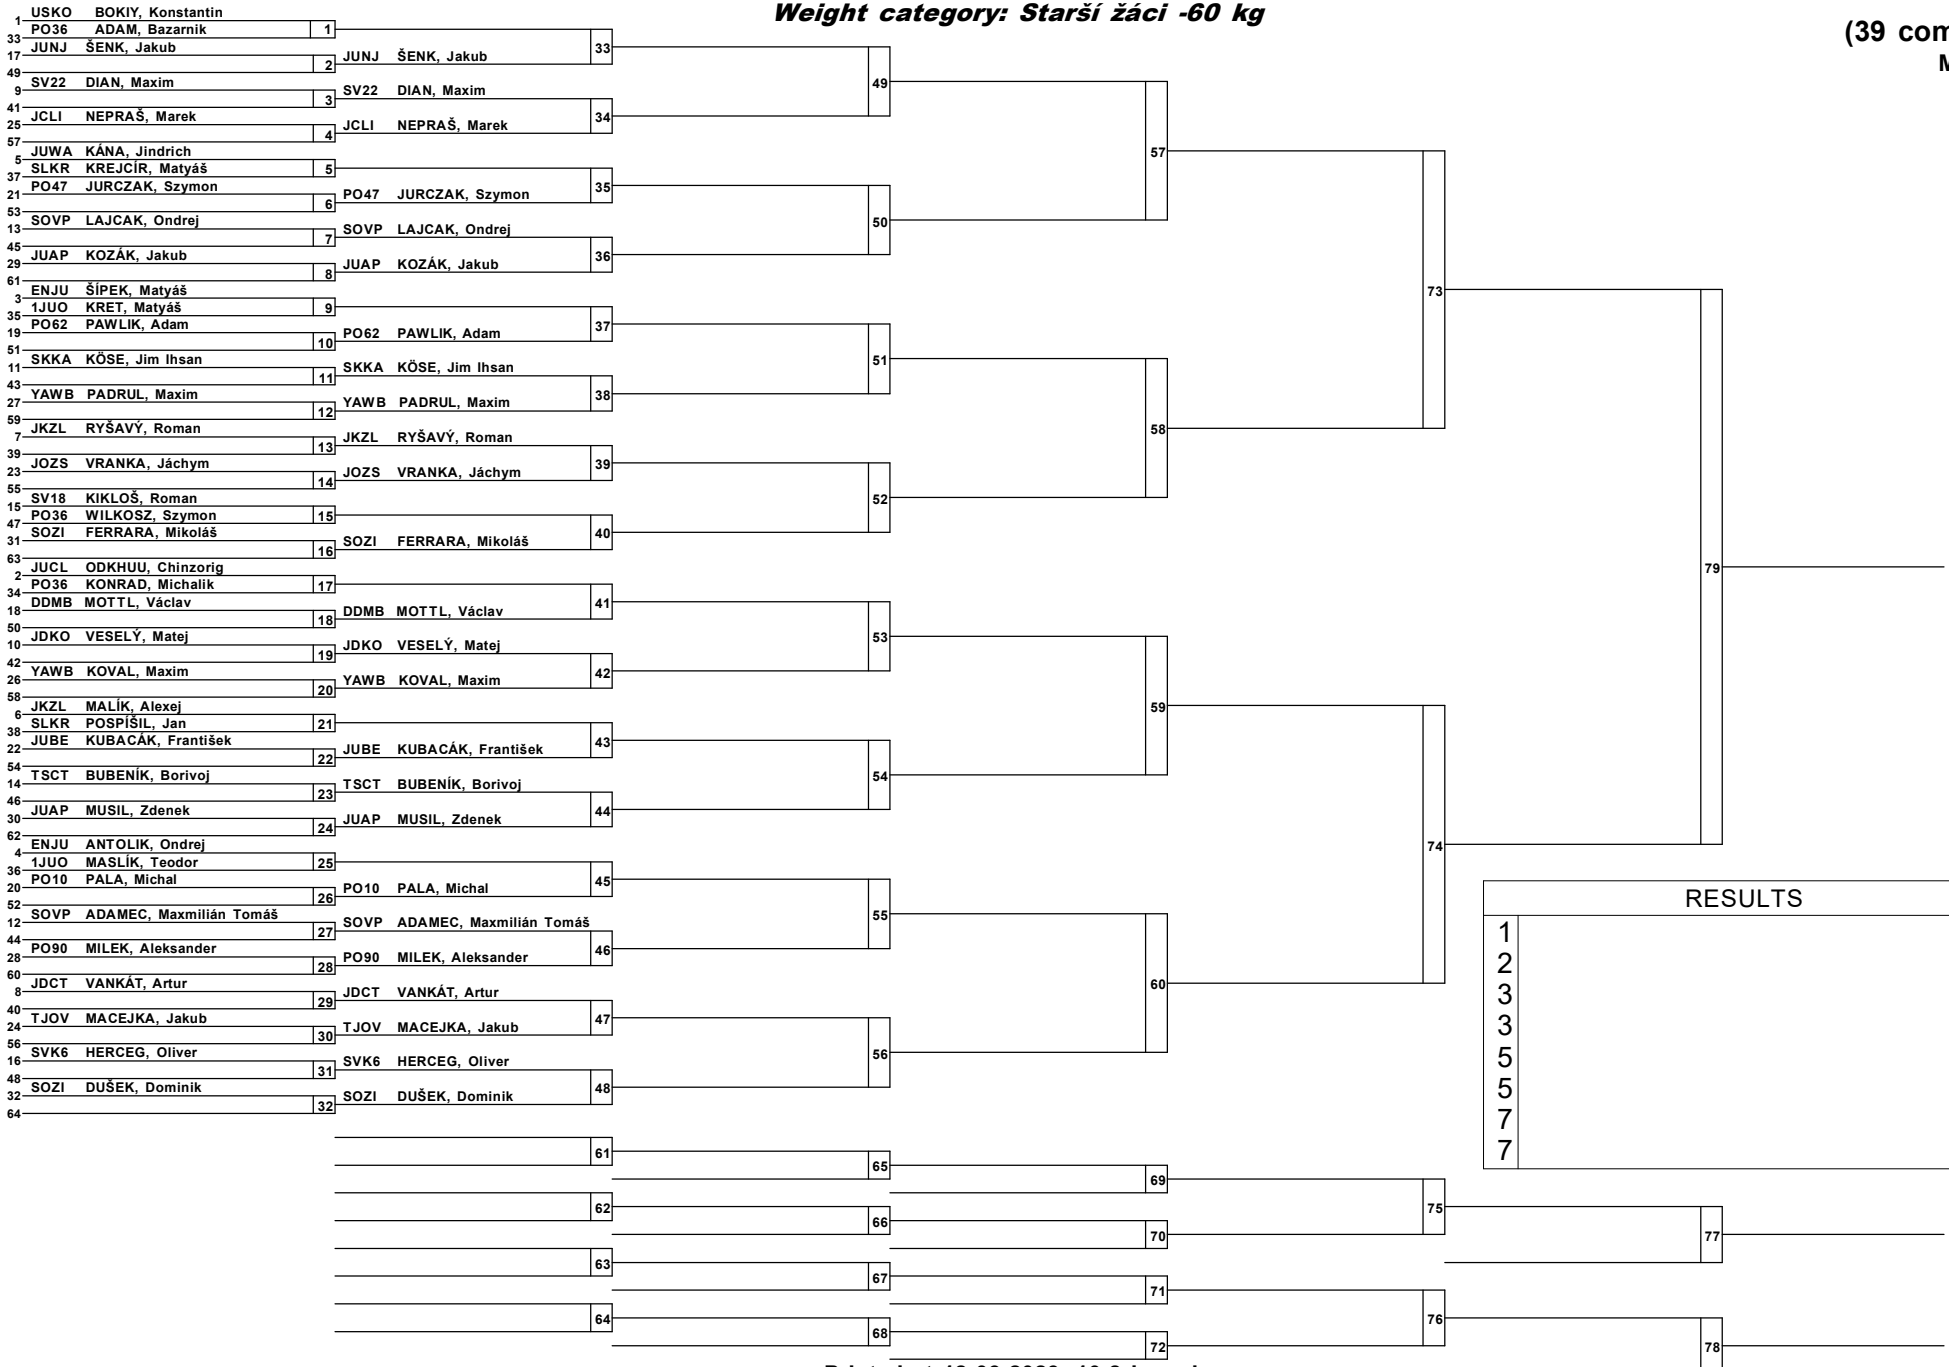 Weight category: Starší žáci -60 kg
(39 com
M
1 USKO BOKIY, Konstantin
33 PO36 ADAM, Bazarnik
1
17 JUNJ ŠENK, Jakub
49
2
9 SV22 DIAN, Maxim
41
3
25 JCLI NEPRAŠ, Marek
57
4
5 JUWA KÁNA, Jindrich
37 SLKR KREJCÍR, Matyáš
5
21 PO47 JURCZAK, Szymon
53
6
13 SOVP LAJCAK, Ondrej
45
7
29 JUAP KOZÁK, Jakub
61
8
3 ENJU ŠÍPEK, Matyáš
35 1JUO KRET, Matyáš
9
19 PO62 PAWLIK, Adam
51
10
11 SKKA KÖSE, Jim Ihsan
43
11
27 YAWB PADRUL, Maxim
59
12
7 JKZL RYŠAVÝ, Roman
39
13
23 JOZS VRANKA, Jáchym
55
14
15 SV18 KIKLOŠ, Roman
47 PO36 WILKOSZ, Szymon
15
31 SOZI FERRARA, Mikoláš
63
16
2 JUCL ODKHUU, Chinzorig
34 PO36 KONRAD, Michalik
17
18 DDMB MOTTL, Václav
50
18
10 JDKO VESELÝ, Matej
42
19
26 YAWB KOVAL, Maxim
58
20
6 JKZL MALÍK, Alexej
38 SLKR POSPÍŠIL, Jan
21
22 JUBE KUBACÁK, František
54
22
14 TSCT BUBENÍK, Borivoj
46
23
30 JUAP MUSIL, Zdenek
62
24
4 ENJU ANTOLIK, Ondrej
36 1JUO MASLÍK, Teodor
25
20 PO10 PALA, Michal
52
26
12 SOVP ADAMEC, Maxmilián Tomáš
44
27
28 PO90 MILEK, Aleksander
60
28
8 JDCT VANKÁT, Artur
40
29
24 TJOV MACEJKA, Jakub
56
30
16 SVK6 HERCEG, Oliver
48
31
32 SOZI DUŠEK, Dominik
64
32
JUNJ ŠENK, Jakub
33
SV22 DIAN, Maxim
JCLI NEPRAŠ, Marek
34
PO47 JURCZAK, Szymon
35
SOVP LAJCAK, Ondrej
JUAP KOZÁK, Jakub
36
PO62 PAWLIK, Adam
37
SKKA KÖSE, Jim Ihsan
YAWB PADRUL, Maxim
38
JKZL RYŠAVÝ, Roman
JOZS VRANKA, Jáchym
39
SOZI FERRARA, Mikoláš
40
DDMB MOTTL, Václav
41
JDKO VESELÝ, Matej
YAWB KOVAL, Maxim
42
JUBE KUBACÁK, František
43
TSCT BUBENÍK, Borivoj
JUAP MUSIL, Zdenek
44
PO10 PALA, Michal
45
SOVP ADAMEC, Maxmilián Tomáš
PO90 MILEK, Aleksander
46
JDCT VANKÁT, Artur
TJOV MACEJKA, Jakub
47
SVK6 HERCEG, Oliver
SOZI DUŠEK, Dominik
48
49
50
51
52
53
54
55
56
57
58
59
60
73
74
79
RESULTS
1
2
3
3
5
5
7
7
61
62
63
64
65
66
67
68
69
70
71
72
75
76
77
78